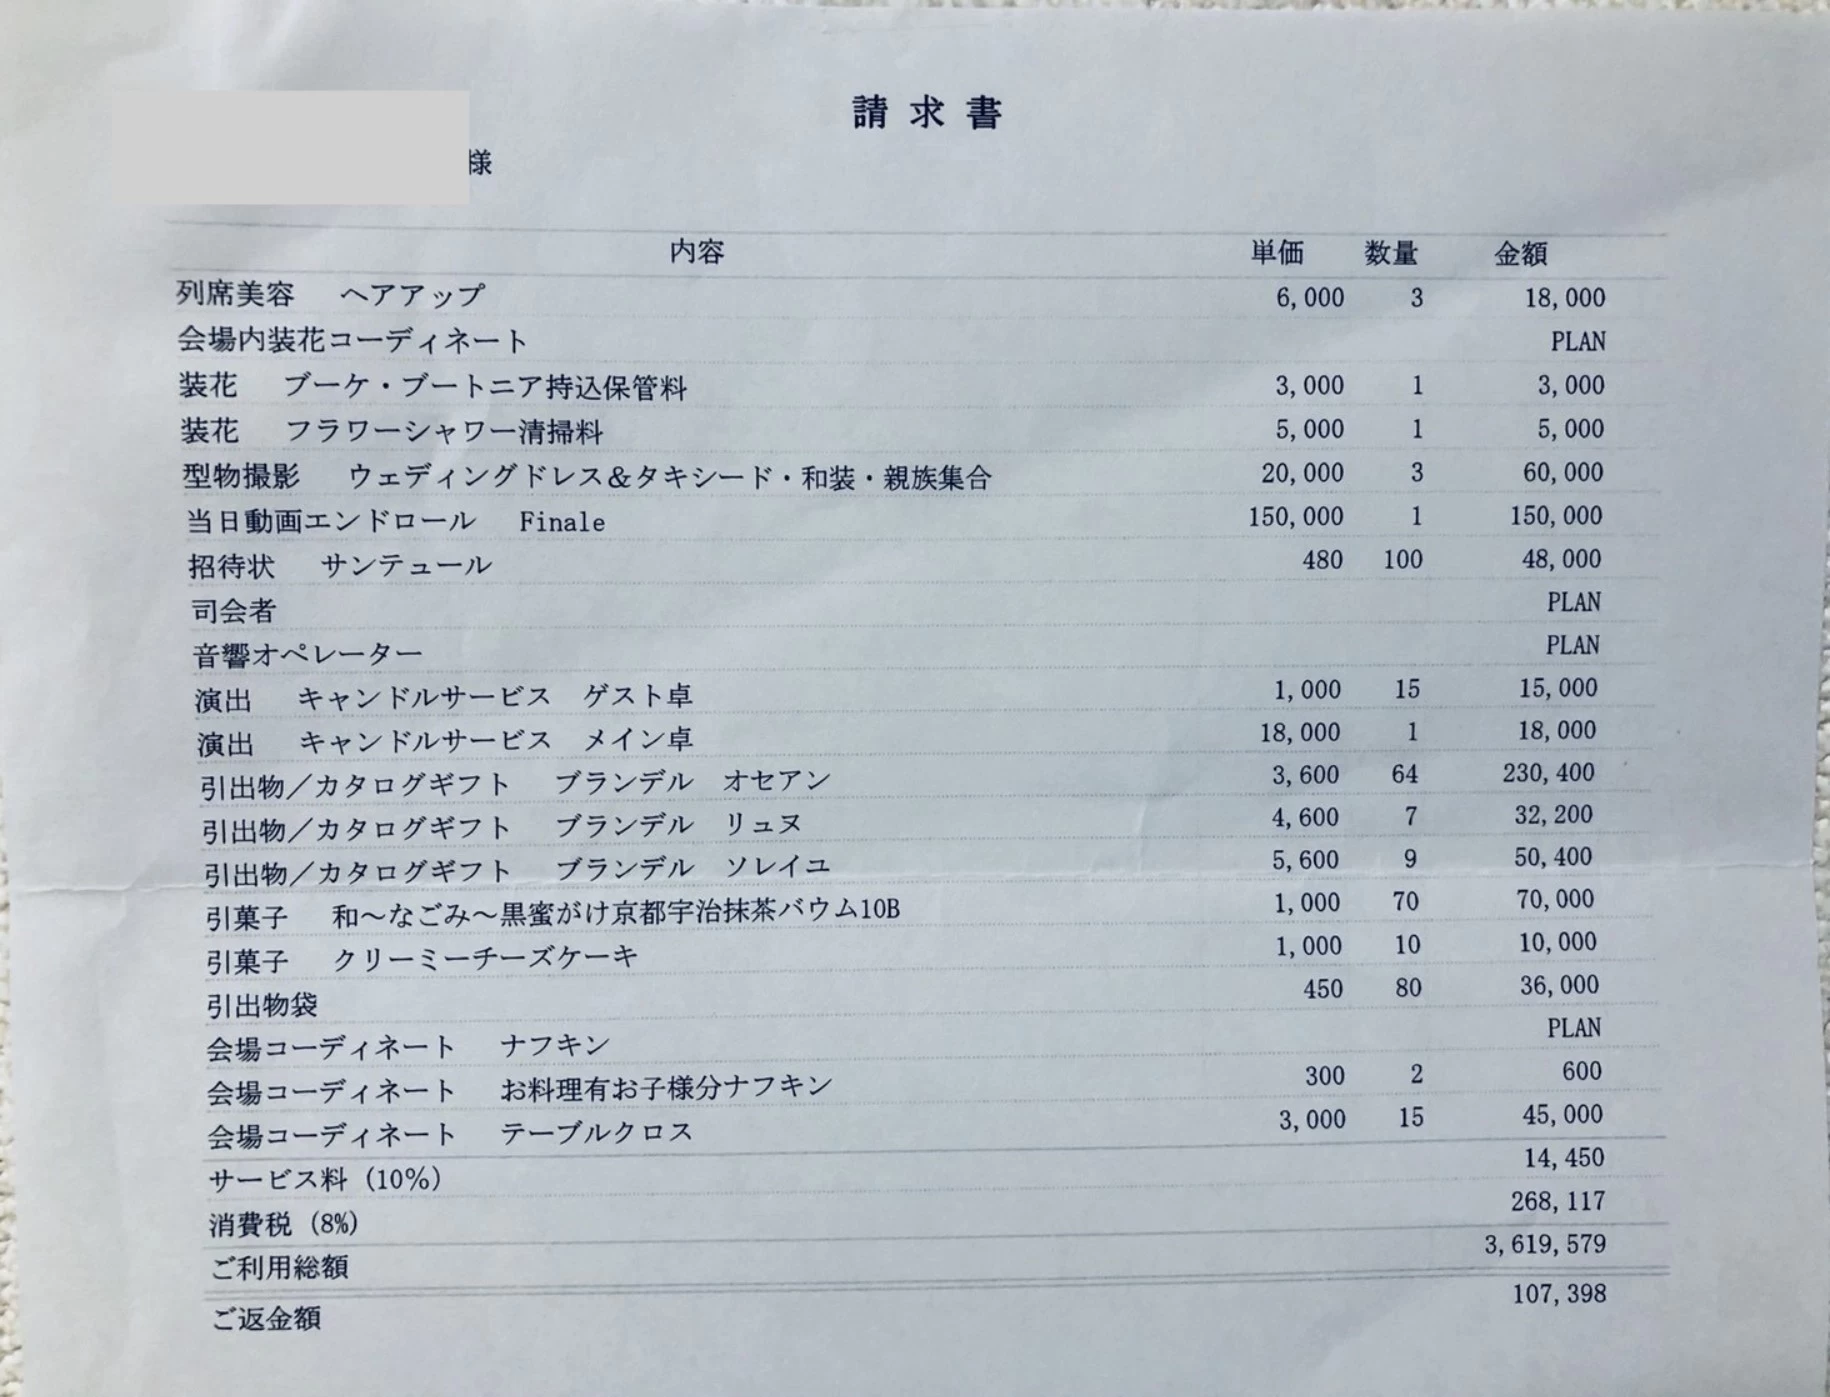 請求書
様
内容 単価 数量 金額
列席美容 ヘアアップ 6,000 3 18,000
会場内装花コーディネート PLAN
装花 ブーケ・ブートニア持込保管料 3,000 1 3,000
装花 フラワーシャワー清掃料 5,000 1 5,000
型物撮影 ウェディングドレス&タキシード・和装・親族集合 20,000 3 60,000
当日動画エンドロール Finale 150,000 1 150,000
招待状 サンテュール 480 100 48,000
司会者 PLAN
音響オペレーター PLAN
演出 キャンドルサービス ゲスト卓 1,000 15 15,000
演出 キャンドルサービス メイン卓 18,000 1 18,000
引出物/カタログギフト ブランデル オセアン 3,600 64 230,400
引出物/カタログギフト ブランデル リュヌ 4,600 7 32,200
引出物/カタログギフト ブランデル ソレイユ 5,600 9 50,400
引菓子 和~なごみ~黒蜜がけ京都宇治抹茶バウム10B 1,000 70 70,000
引菓子 クリーミーチーズケーキ 1,000 10 10,000
引出物袋 450 80 36,000
会場コーディネート ナフキン PLAN
会場コーディネート お料理有お子様分ナフキン 300 2 600
会場コーディネート テーブルクロス 3,000 15 45,000
サービス料(10%) 14,450
消費税(8%) 268,117
ご利用総額 3,619,579
ご返金額 107,398